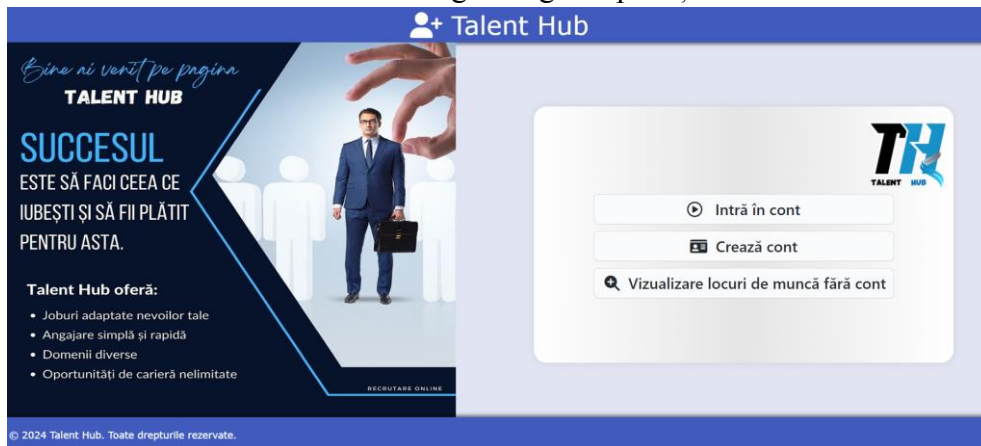 Talent Hub
Bine ai venit pe pagina
TALENT HUB
SUCCESUL
ESTE SĂ FACI CEEA CE
IUBEȘTI ȘI SĂ FII PLĂTIT
PENTRU ASTA.
Talent Hub oferă:
• Joburi adaptate nevoilor tale
• Angajare simplă și rapidă
• Domenii diverse
• Oportunități de carieră nelimitate
RECRUTARE ONLINE
TH
TALENT HUB
Intră în cont
Crează cont
Vizualizare locuri de muncă fără cont
© 2024 Talent Hub. Toate drepturile rezervate.